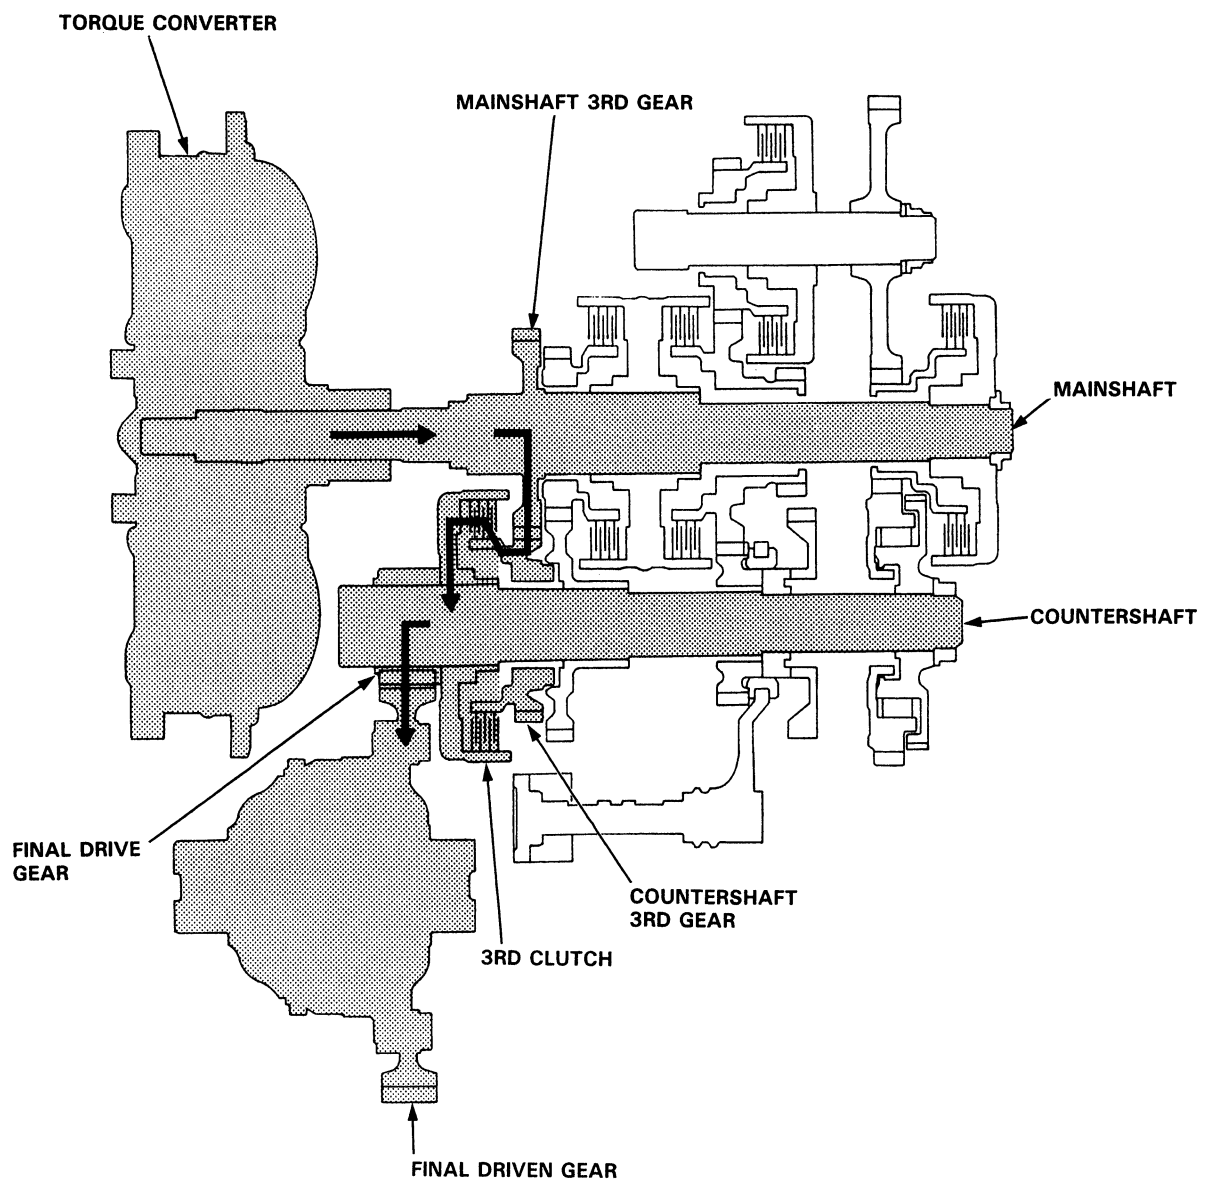 TORQUE CONVERTER
MAINSHAFT 3RD GEAR
MAINSHAFT
COUNTERSHAFT
FINAL DRIVE
GEAR
COUNTERSHAFT
3RD GEAR
3RD CLUTCH
FINAL DRIVEN GEAR